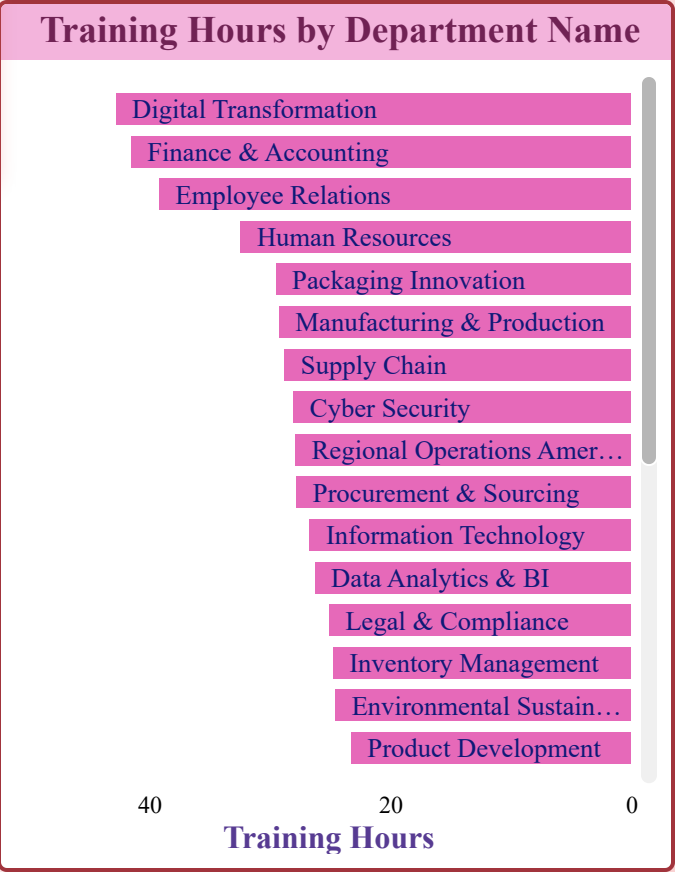 Training Hours by Department Name
Digital Transformation
Finance & Accounting
Employee Relations
Human Resources
Packaging Innovation
Manufacturing & Production
Supply Chain
Cyber Security
Regional Operations Amer…
Procurement & Sourcing
Information Technology
Data Analytics & BI
Legal & Compliance
Inventory Management
Environmental Sustain…
Product Development
40 20 0
Training Hours